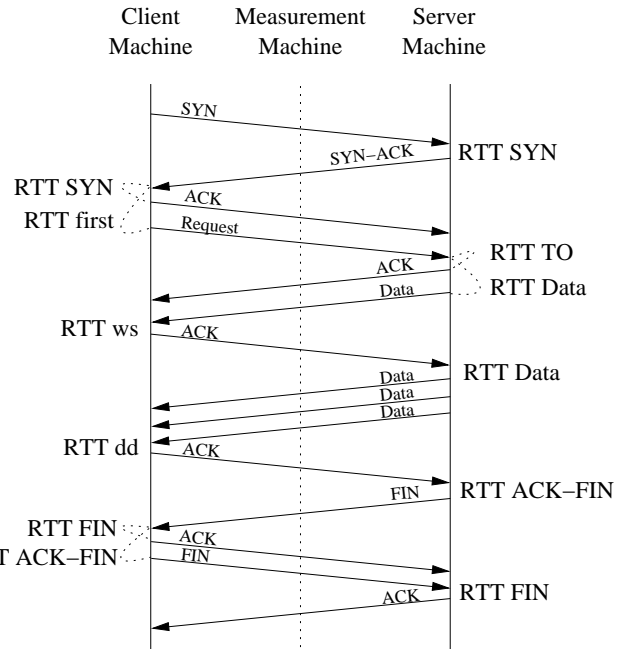 Client Measurement Server
Machine Machine Machine
SYN
SYN−ACK RTT SYN
RTT SYN ACK
RTT first Request
RTT TO
ACK
Data RTT Data
RTT ws ACK
RTT Data
Data
Data
Data
RTT dd ACK
FIN RTT ACK−FIN
RTT FIN ACK
T ACK−FIN FIN
ACK RTT FIN